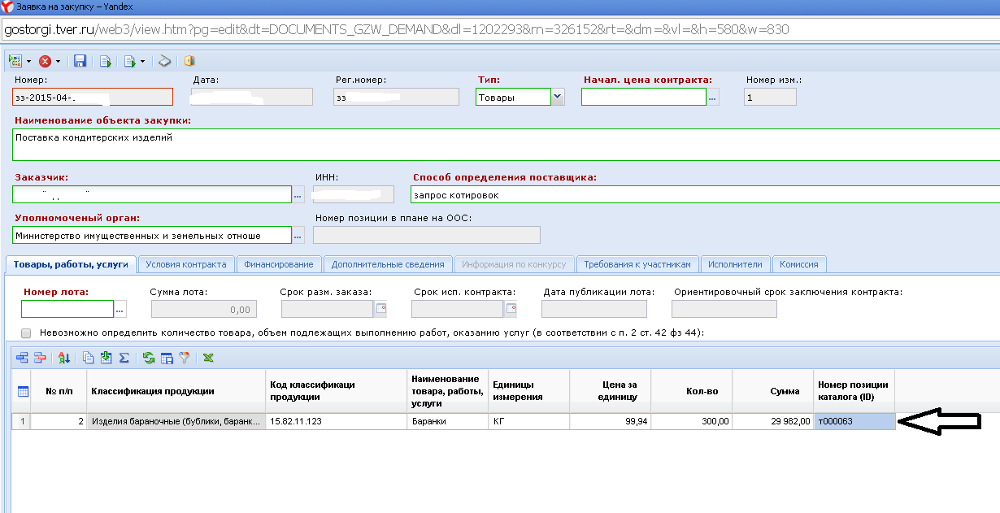 Заявка на закупку – Yandex
gostorgi.tver.ru/web3/view.htm?pg=edit&dt=DOCUMENTS_GZW_DEMAND&dl=1202293&rn=326152&rt=&dm=&vl=&h=580&w=830
Номер: Дата: Рег.номер: Тип: Начал. цена контракта: Номер изм.:
зз-2015-04-. зз Товары ... 1
Наименование объекта закупки:
Поставка кондитерских изделий
Заказчик: ИНН: Способ определения поставщика:
... запрос котировок
Уполномоченый орган: Номер позиции в плане на ООС:
Министерство имущественных и земельных отноше ...
Товары, работы, услуги Условия контракта Финансирование Дополнительные сведения Информация по конкурсу Требования к участникам Исполнители Комиссия
Номер лота: Сумма лота: Срок разм. заказа: Срок исп. контракта: Дата публикации лота: Ориентировочный срок заключения контракта:
... 0,00
Невозможно определить количество товара, объем подлежащих выполнению работ, оказанию услуг (в соответствии с п. 2 ст. 42 фз 44):
№ п/п Классификация продукции Код классификаци продукции Наименование товара, работы, услуги Единицы измерения Цена за единицу Кол-во Сумма Номер позиции каталога (ID)
1 2 Изделия бараночные (бублики, баранк... 15.82.11.123 Баранки КГ 99,94 300,00 29 982,00 т000063